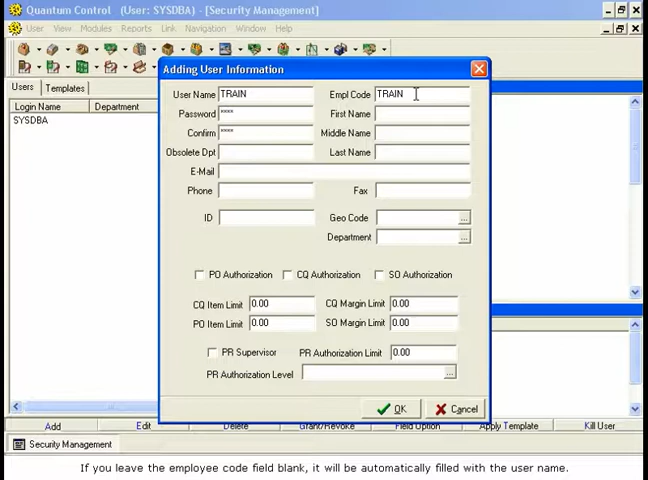 Quantum Control (User: SYSDBA) - [Security Management]
User View Modules Reports Link Navigation Window Help
Users Templates
Login Name Department
SYSDBA
Adding User Information
User Name TRAIN Empl Code TRAIN
Password **** First Name
Confirm **** Middle Name
Obsolete Dpt Last Name
E-Mail
Phone Fax
ID Geo Code ...
Department ...
PO Authorization CQ Authorization SO Authorization
CQ Item Limit 0.00 CQ Margin Limit 0.00
PO Item Limit 0.00 SO Margin Limit 0.00
PR Supervisor PR Authorization Limit 0.00
PR Authorization Level ...
OK Cancel
Add Edit Delete Grant/Revoke Field Option Apply Template Kill User
Security Management
If you leave the employee code field blank, it will be automatically filled with the user name.